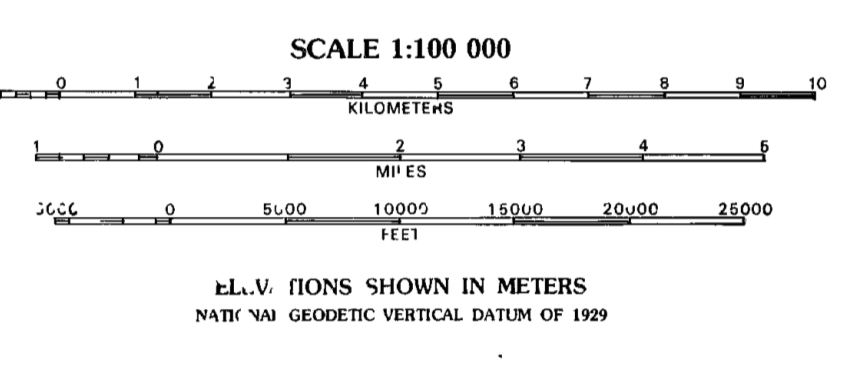 SCALE 1:100 000
0 1 2 3 4 5 6 7 8 9 10
KILOMETERS
1 0 2 3 4 5
MILES
0 5000 10000 15000 20000 25000
FEET
ELEVATIONS SHOWN IN METERS
NATIONAL GEODETIC VERTICAL DATUM OF 1929